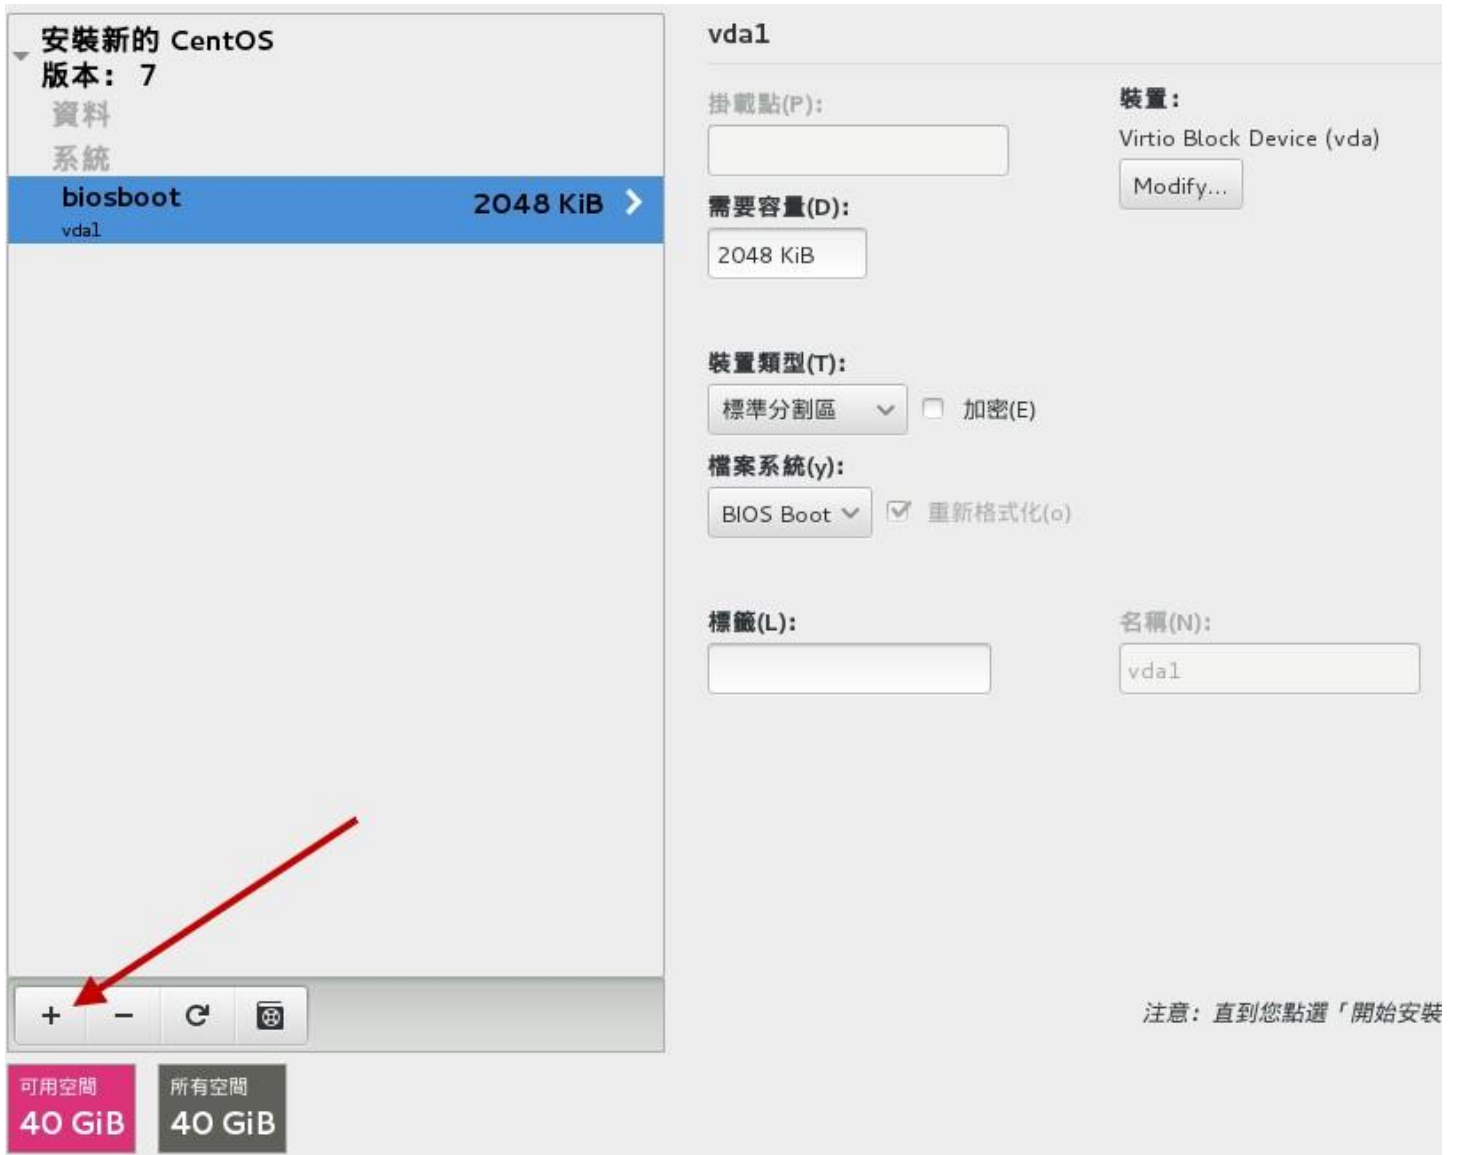 安裝新的 CentOS
版本： 7
資料
系統
biosboot
2048 KiB
vda1
vda1
掛載點(P):
裝置：
Virtio Block Device (vda)
Modify...
需要容量(D):
2048 KiB
裝置類型(T):
標準分割區
加密(E)
檔案系統(y):
BIOS Boot
重新格式化(o)
標籤(L):
名稱(N):
vda1
注意：直到您點選「開始安裝
可用空間
40 GiB
所有空間
40 GiB